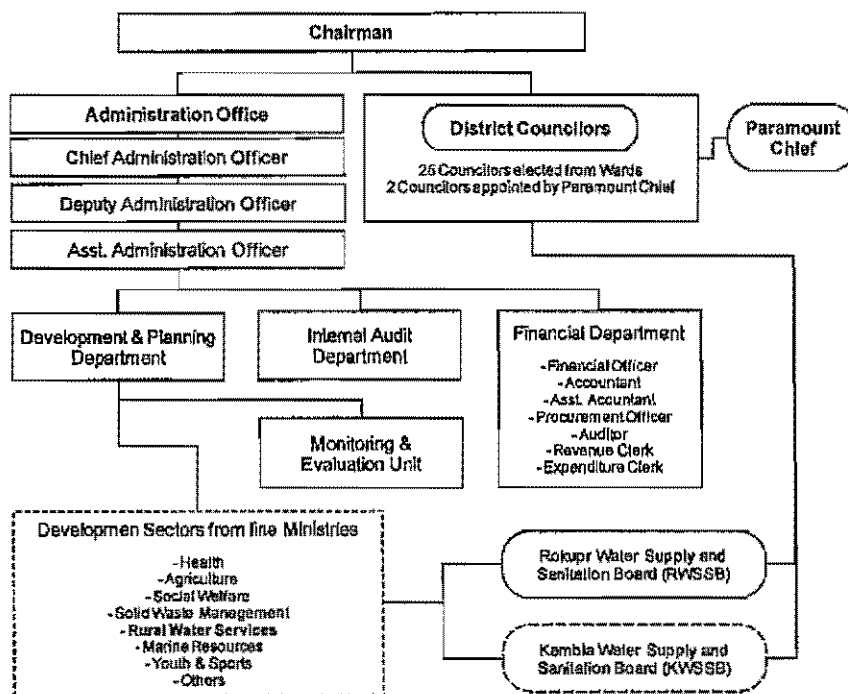 Chairman
Administration Office
Chief Administration Officer
Deputy Administration Officer
Asst. Administration Officer
District Councilors
25 Councilors elected from Wards
2 Councilors appointed by Paramount Chief
Paramount
Chief
Development & Planning
Department
Internal Audit
Department
Financial Department
-Financial Officer
-Accountant
-Asst. Acountant
-Procurement Officer
-Auditor
-Revenue Clerk
-Expenditure Clerk
Monitoring &
Evaluation Unit
Developmen Sectors from line Ministries
-Health
-Agriculture
-Social Welfare
-Solid Waste Management
-Rural Water Services
-Marine Resources
-Youth & Sports
-Others
Rokupr Water Supply and
Sanitation Board (RWSSB)
Kambia Water Supply and
Sanitation Board (KWSSB)